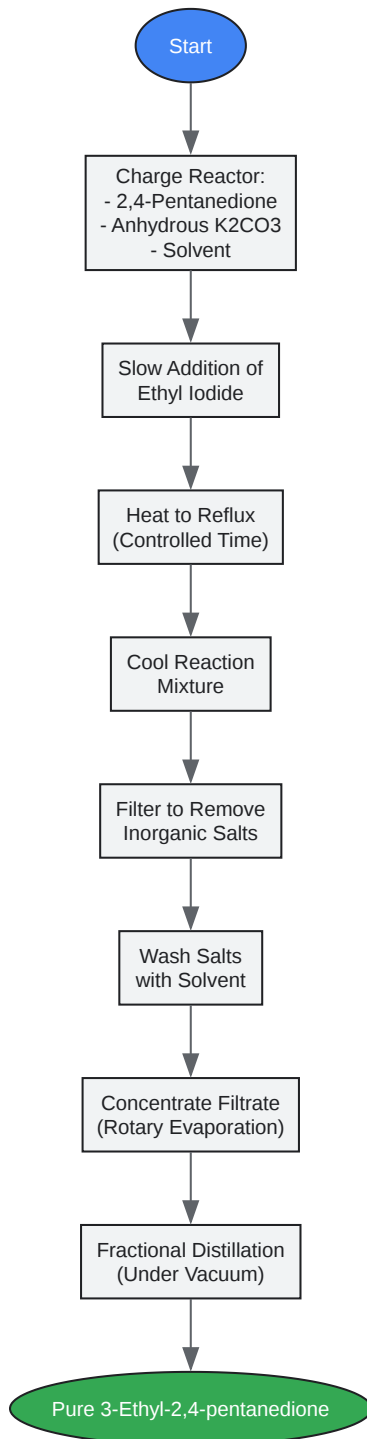 Start
Charge Reactor:
- 2,4-Pentanedione
- Anhydrous K2CO3
- Solvent
Slow Addition of
Ethyl Iodide
Heat to Reflux
(Controlled Time)
Cool Reaction
Mixture
Filter to Remove
Inorganic Salts
Wash Salts
with Solvent
Concentrate Filtrate
(Rotary Evaporation)
Fractional Distillation
(Under Vacuum)
Pure 3-Ethyl-2,4-pentanedione